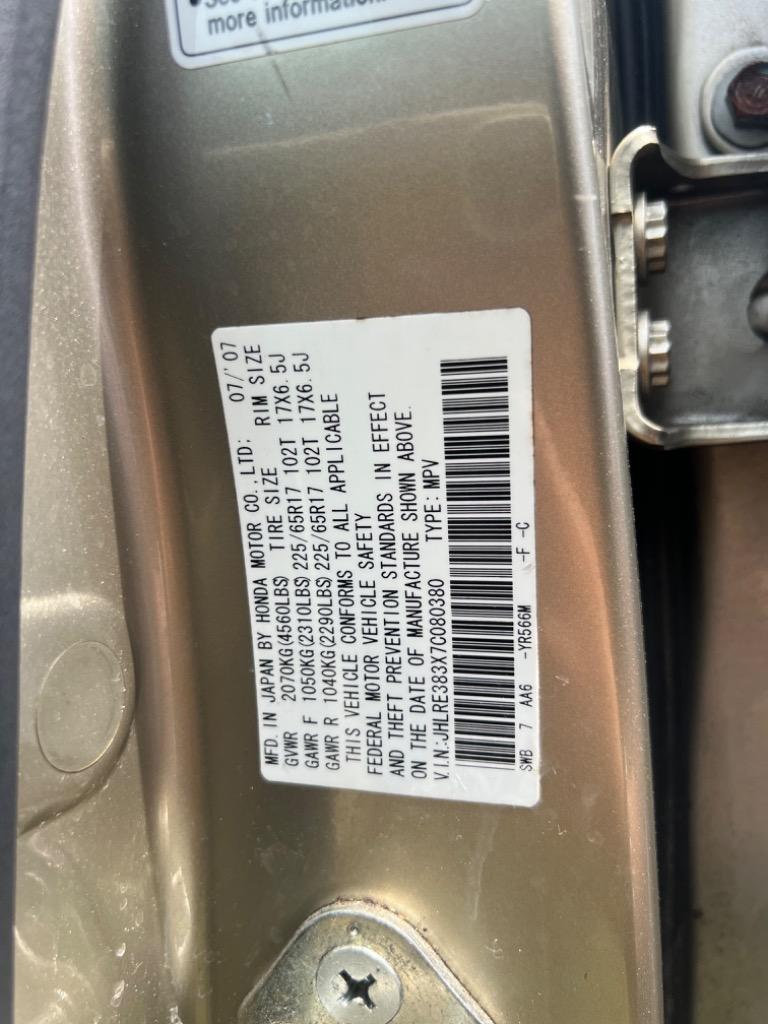 more information.
MFD. IN JAPAN BY HONDA MOTOR CO., LTD; 07/'07
GVWR 2070KG(4560LBS) TIRE SIZE RIM SIZE
GAWR F 1050KG(2310LBS) 225/65R17 102T 17X6.5J
GAWR R 1040KG(2290LBS) 225/65R17 102T 17X6.5J
THIS VEHICLE CONFORMS TO ALL APPLICABLE
FEDERAL MOTOR VEHICLE SAFETY
AND THEFT PREVENTION STANDARDS IN EFFECT
ON THE DATE OF MANUFACTURE SHOWN ABOVE.
V.I.N.:JHLRE383X7C080380 TYPE: MPV
SWB 7 AA6 -YR566M -F -C